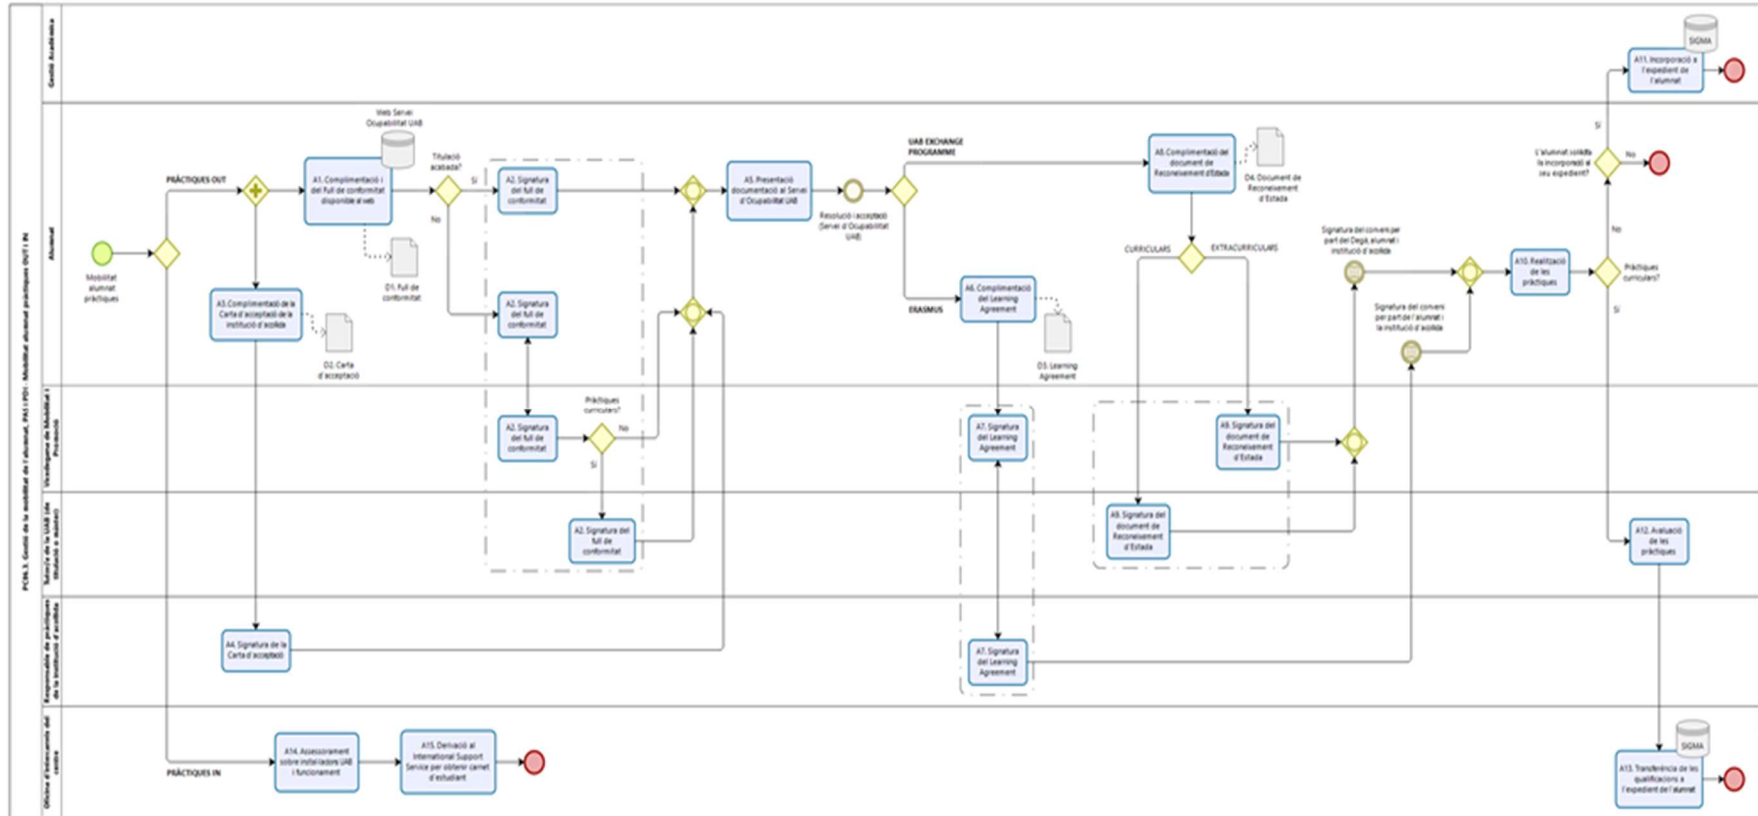 PC06.3. Gestió de la mobilitat de l'alumnat, PAS i PDI - Mobilitat alumnat pràctiques OUT i IN
Gestió Acadèmica
SIGMA
A11. Incorporació a
l'expedient de
l'alumnat
Alumnat
Mobilitat
alumnat
pràctiques
PRÀCTIQUES OUT
Web Servei
Ocupabilitat UAB
A1. Complimentació i
del Full de conformitat
disponible al web
D1. Full de
conformitat
A3. Complimentació de la
Carta d'acceptació de la
institució d'acollida
D2. Carta
d'acceptació
Titulació
acabada?
Sí
No
A2. Signatura
del full de
conformitat
A2. Signatura
del full de
conformitat
A5. Presentació
documentació al Servei
d'Ocupabilitat UAB
Resolució i acceptació
(Servei d'Ocupabilitat
UAB)
UAB EXCHANGE
PROGRAMME
ERASMUS
A6. Complimentació
del Learning
Agreement
D3. Learning
Agreement
A8. Complimentació del
document de
Reconeixement d'Estada
D4. Document de
Reconeixement
d'Estada
CURRICULARS
EXTRACURRICULARS
Signatura del conveni per
part del Degà, alumnat i
institució d'acollida
Signatura del conveni
per part de l'alumnat i
la institució d'acollida
A10. Realització
de les
pràctiques
L'alumnat sol·licita
la incorporació al
seu expedient?
Sí
No
No
Pràctiques
curriculars?
Sí
Vicedegana de Mobilitat i
Promoció
A2. Signatura
del full de
conformitat
Pràctiques
curriculars?
No
Sí
A7. Signatura
del Learning
Agreement
A9. Signatura del
document de
Reconeixement
d'Estada
Tutor/a de la UAB (de
titulació o màster)
A2. Signatura del
full de
conformitat
A9. Signatura del
document de
Reconeixement
d'Estada
A12. Avaluació
de les
pràctiques
Responsable de pràctiques
de la institució d'acollida
A4. Signatura de la
Carta d'acceptació
A7. Signatura
del Learning
Agreement
Oficina d'Intercanvis del
centre
PRÀCTIQUES IN
A14. Assessorament
sobre instal·lacions UAB
i funcionament
A15. Derivació al
International Support
Service per obtenir carnet
d'estudiant
SIGMA
A13. Transferència de les
qualificacions a
l'expedient de l'alumnat